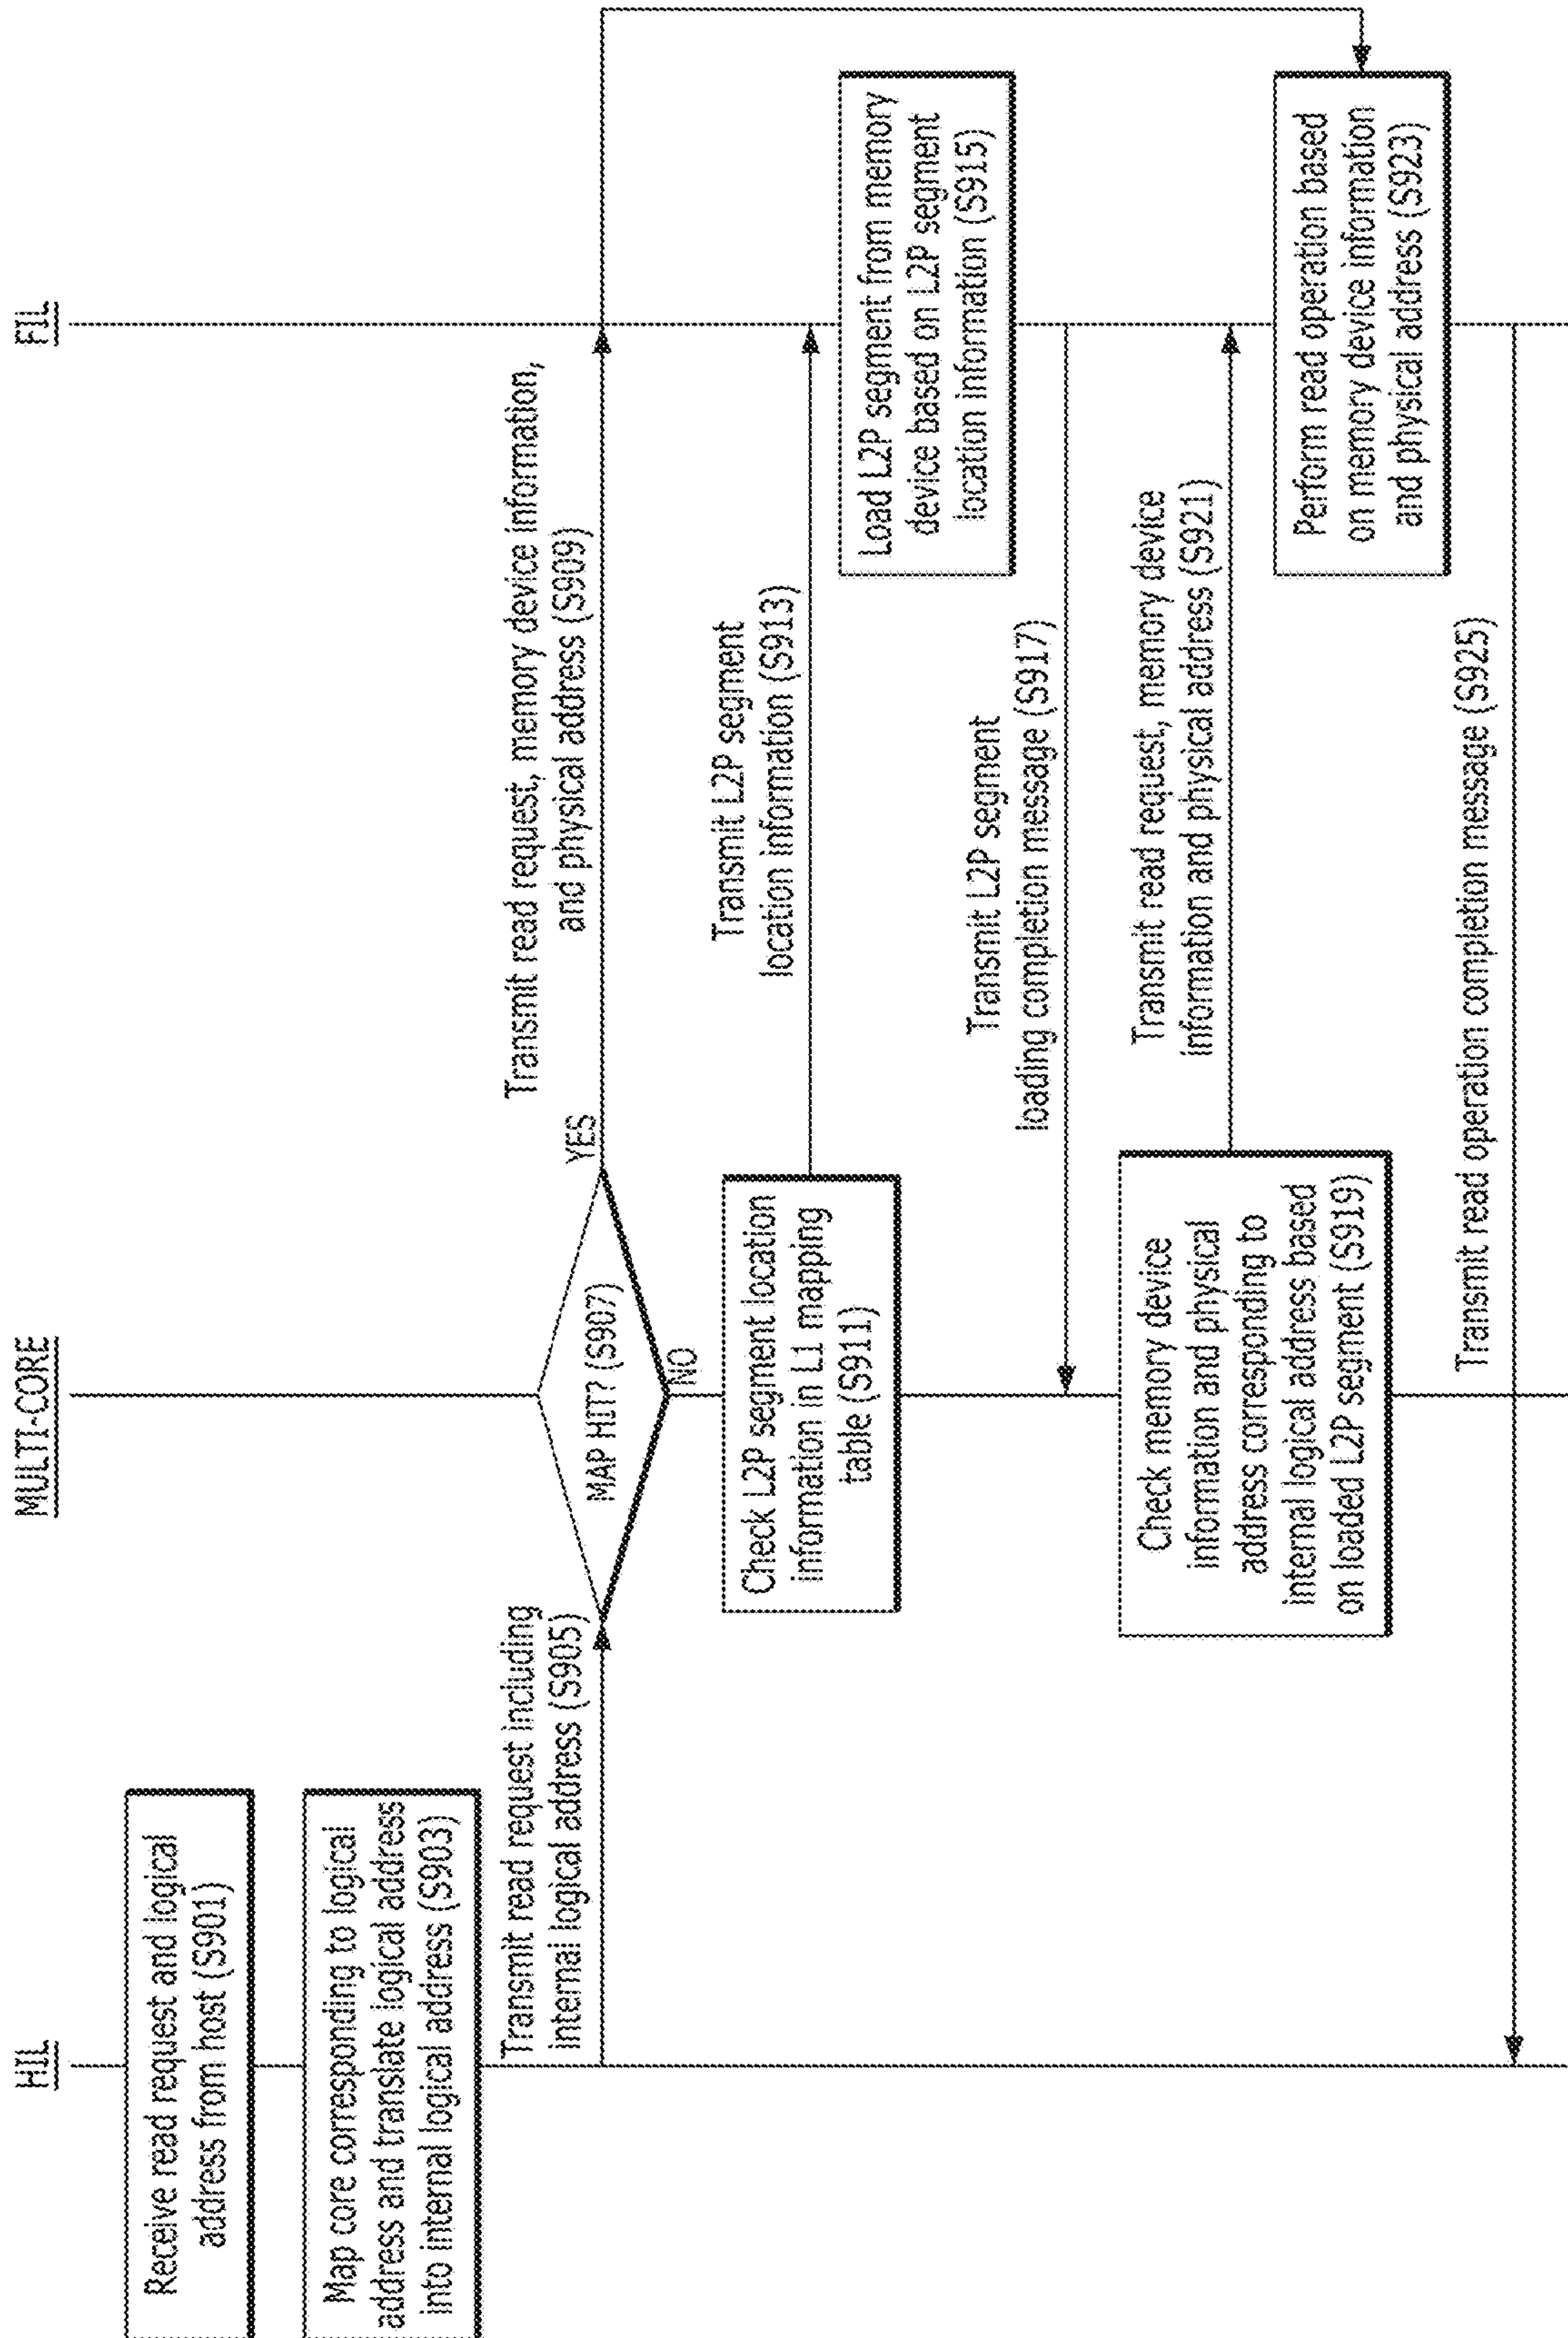 HIL
MULTI-CORE
FIL
Receive read request and logical
address from host (S901)
Map core corresponding to logical
address and translate logical address
into internal logical address (S903)
Transmit read request including
internal logical address (S905)
MAP HIT? (S907)
YES
NO
Transmit read request, memory device information,
and physical address (S909)
Check L2P segment location
information in L1 mapping
table (S911)
Transmit L2P segment
location information (S913)
Load L2P segment from memory
device based on L2P segment
location information (S915)
Transmit L2P segment
loading completion message (S917)
Check memory device
information and physical
address corresponding to
internal logical address based
on loaded L2P segment (S919)
Transmit read request, memory device
information and physical address (S921)
Perform read operation based
on memory device information
and physical address (S923)
Transmit read operation completion message (S925)